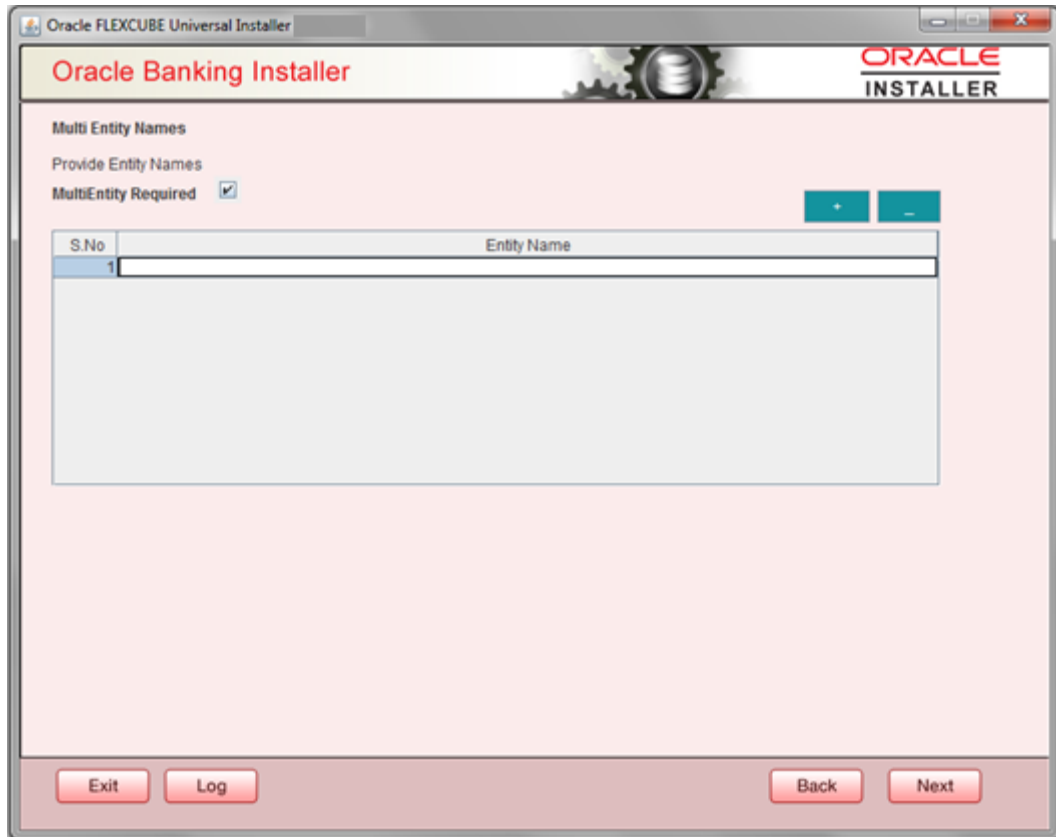 Oracle FLEXCUBE Universal Installer
Oracle Banking Installer
ORACLE
INSTALLER
Multi Entity Names
Provide Entity Names
MultiEntity Required
+ _
S.No Entity Name
1
Exit Log Back Next